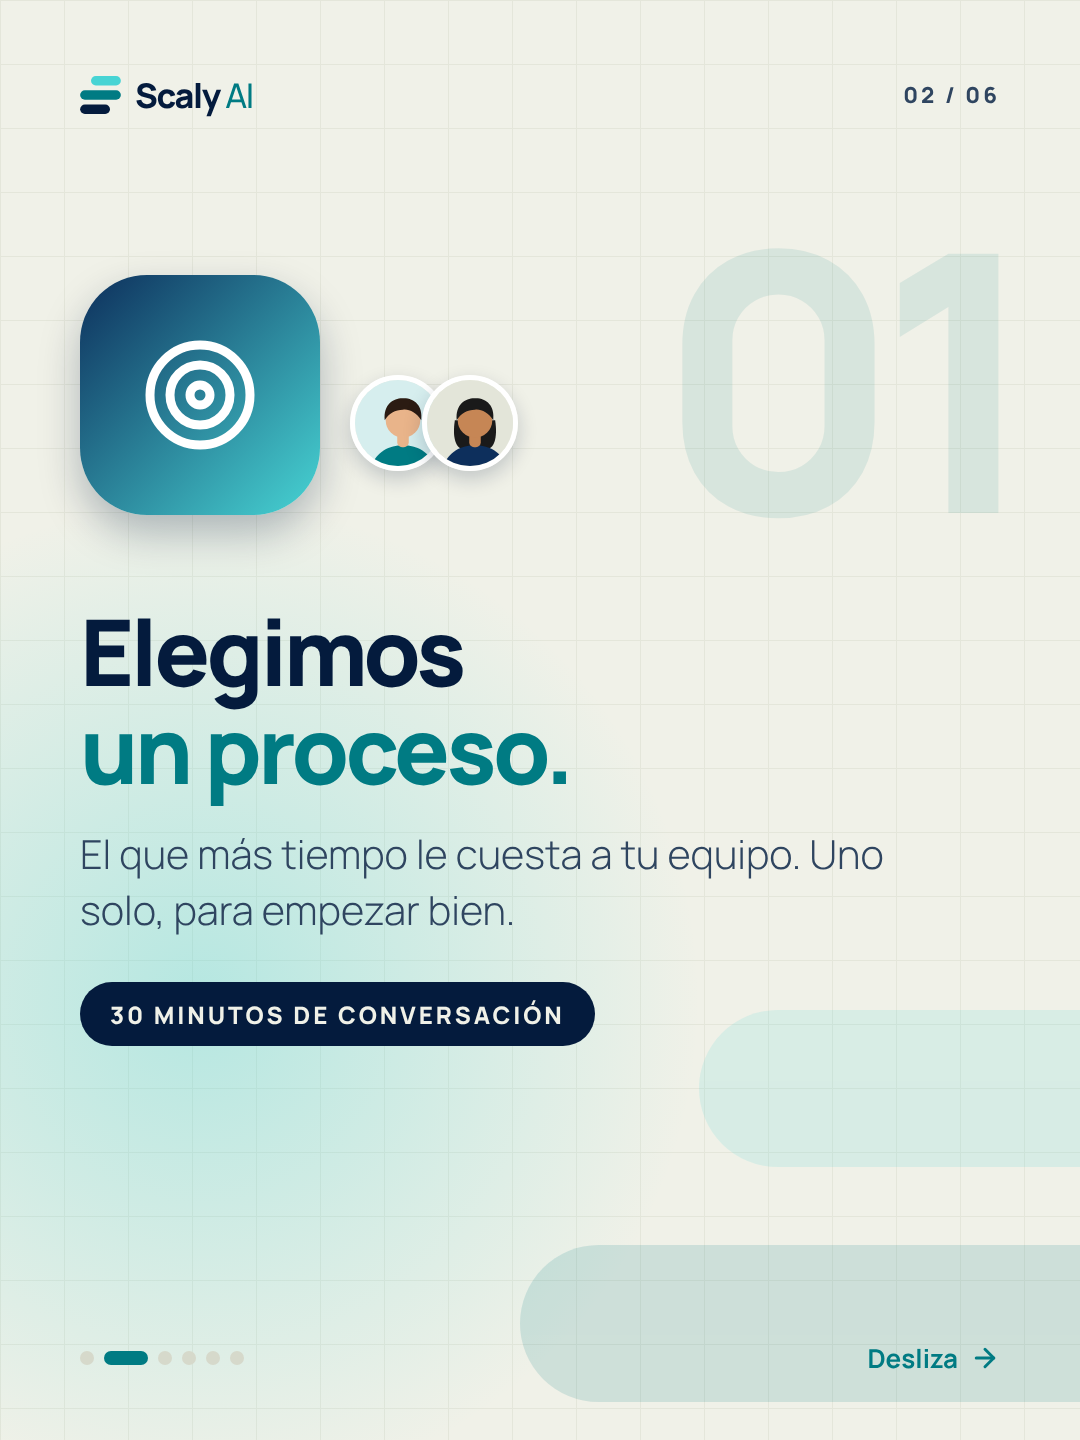 Scaly AI
02 / 06
01
Elegimos
un proceso.
El que más tiempo le cuesta a tu equipo. Uno
solo, para empezar bien.
30 MINUTOS DE CONVERSACIÓN
Desliza →